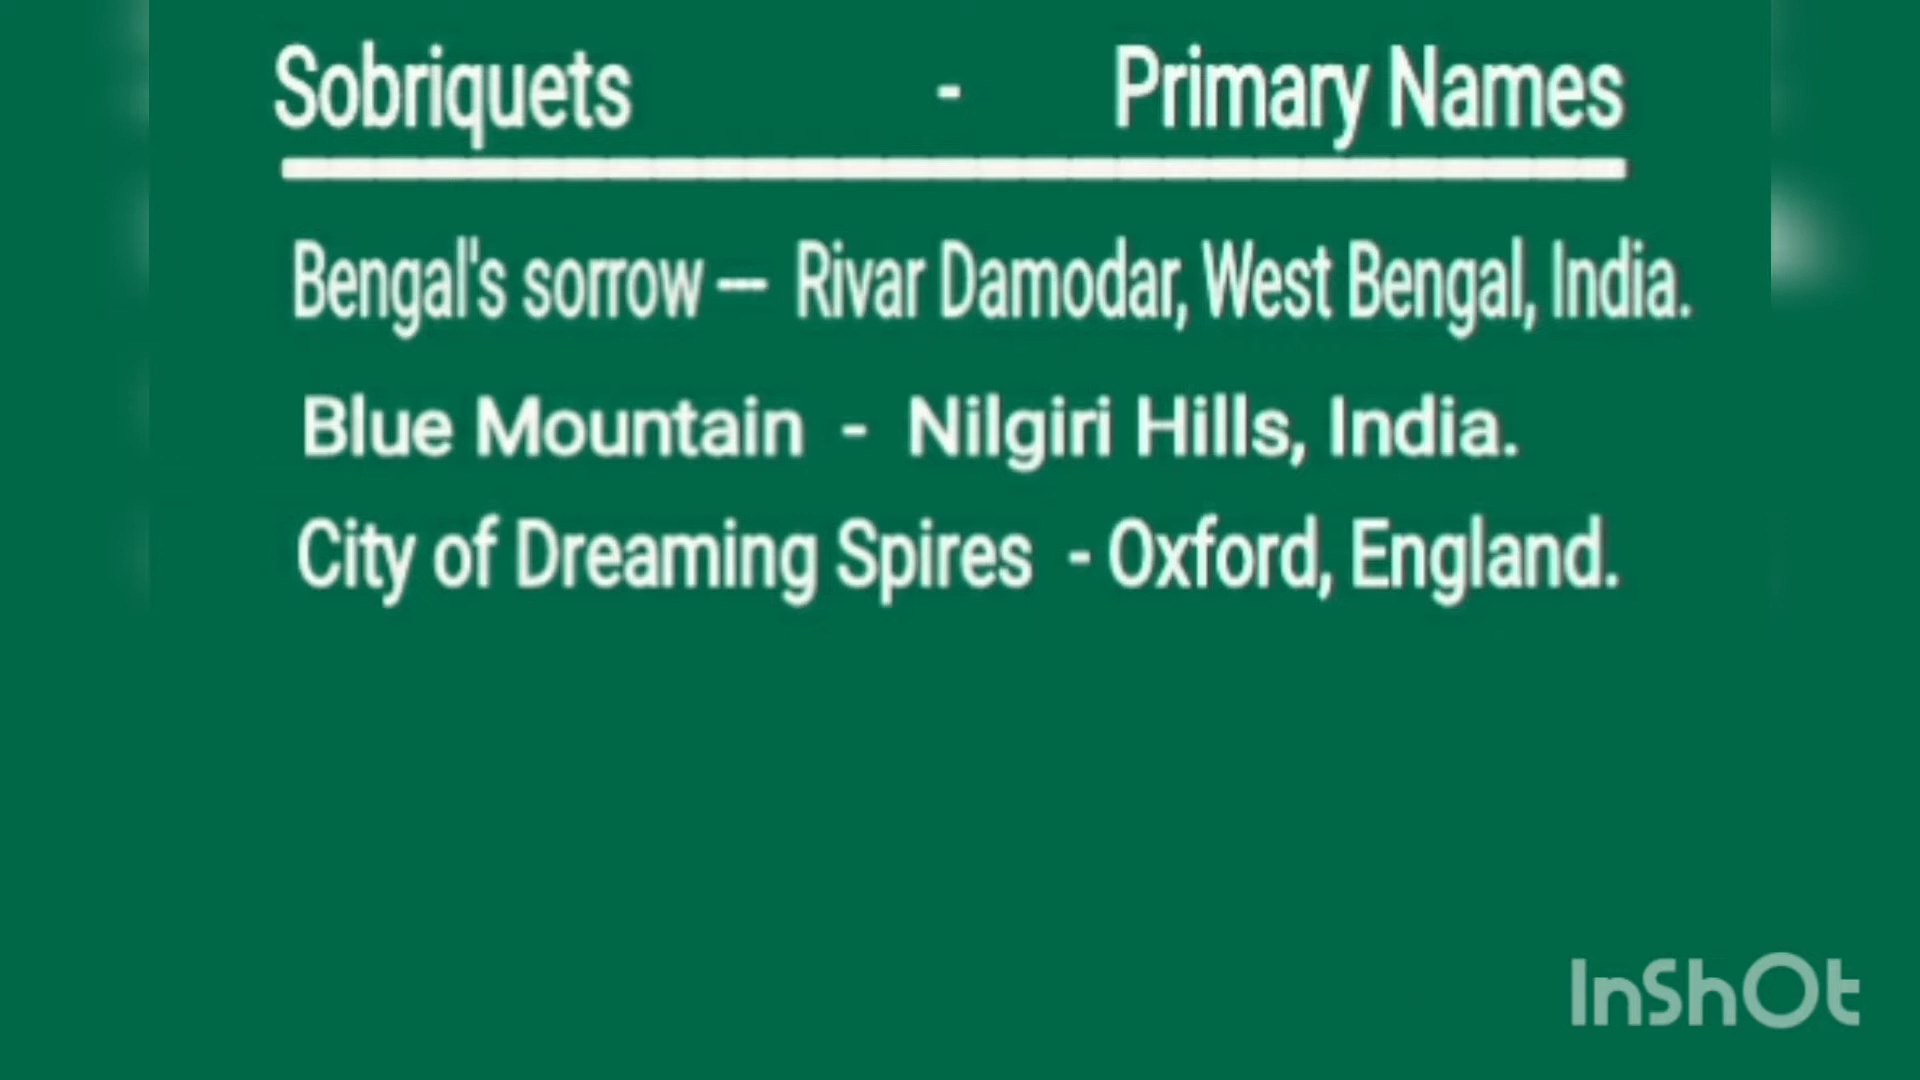 Sobriquets - Primary Names
Bengal's sorrow -- Rivar Damodar, West Bengal, India.
Blue Mountain - Nilgiri Hills, India.
City of Dreaming Spires - Oxford, England.
InShOt